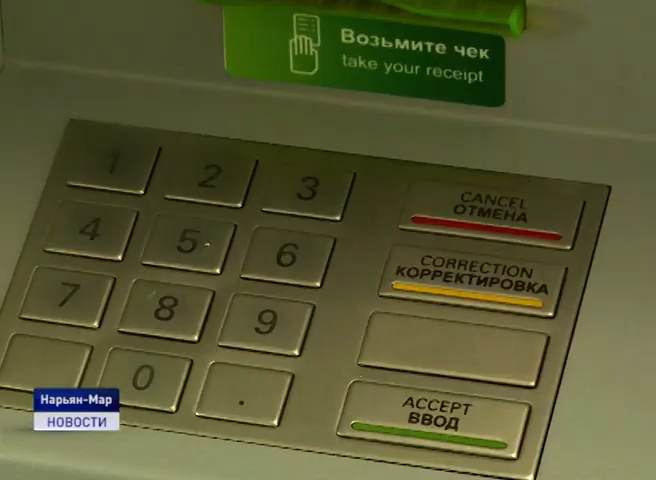 Возьмите чек
take your receipt
1 2 3
CANCEL
ОТМЕНА
4 5 6
CORRECTION
КОРРЕКТИРОВКА
7 8 9
0 .
ACCEPT
ВВОД
Нарьян-Мар
НОВОСТИ